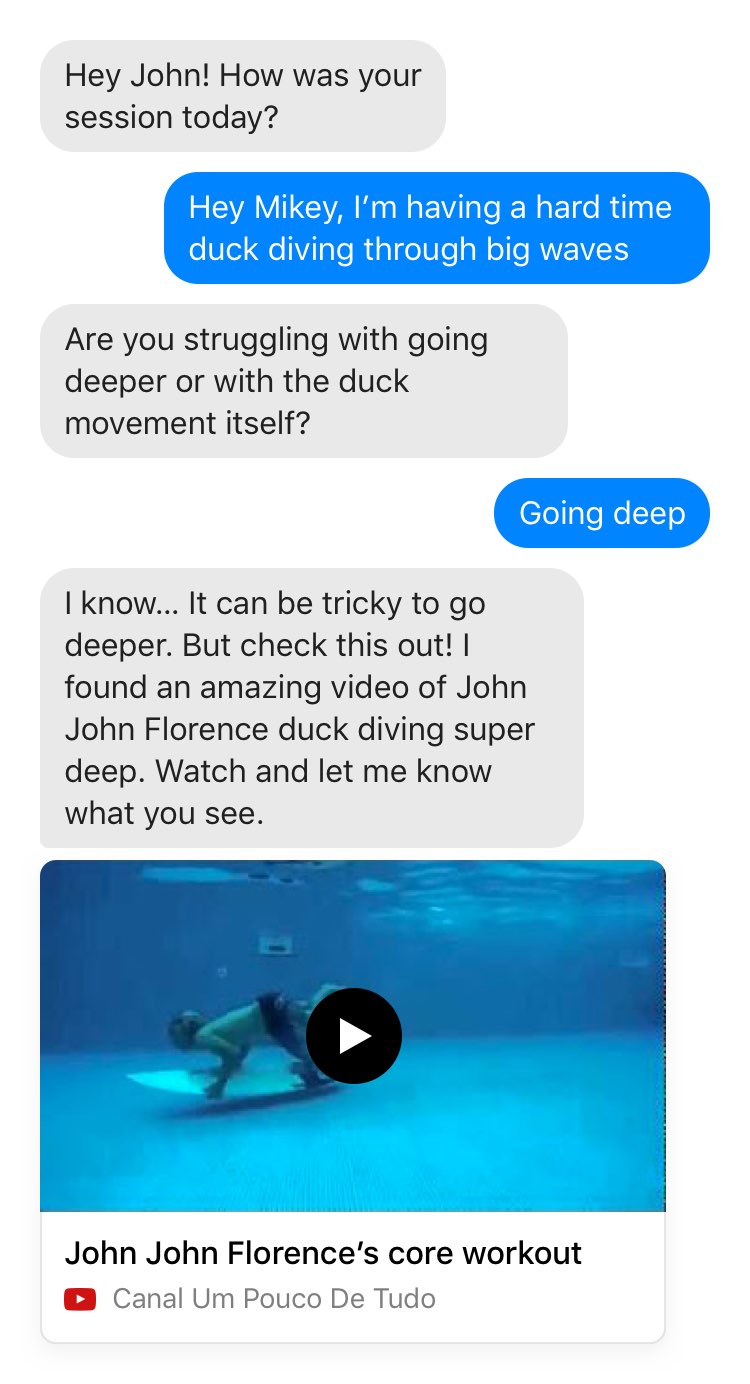 Hey John! How was your
session today?
Hey Mikey, I’m having a hard time
duck diving through big waves
Are you struggling with going
deeper or with the duck
movement itself?
Going deep
I know... It can be tricky to go
deeper. But check this out! I
found an amazing video of John
John Florence duck diving super
deep. Watch and let me know
what you see.
John John Florence’s core workout
Canal Um Pouco De Tudo